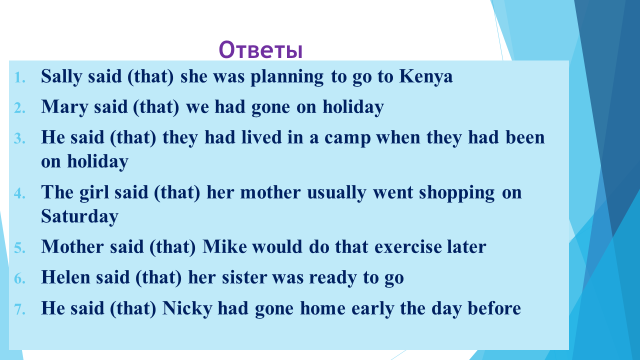 Ответы
1. Sally said (that) she was planning to go to Kenya
2. Mary said (that) we had gone on holiday
3. He said (that) they had lived in a camp when they had been
on holiday
4. The girl said (that) her mother usually went shopping on
Saturday
5. Mother said (that) Mike would do that exercise later
6. Helen said (that) her sister was ready to go
7. He said (that) Nicky had gone home early the day before